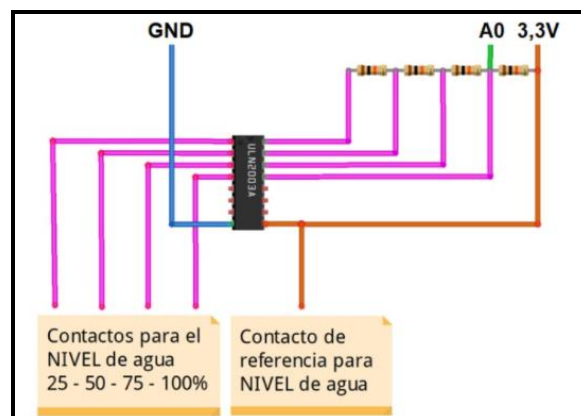 GND
A0 3,3V
ULN2003A
Contactos para el
NIVEL de agua
25 - 50 - 75 - 100%
Contacto de
referencia para
NIVEL de agua